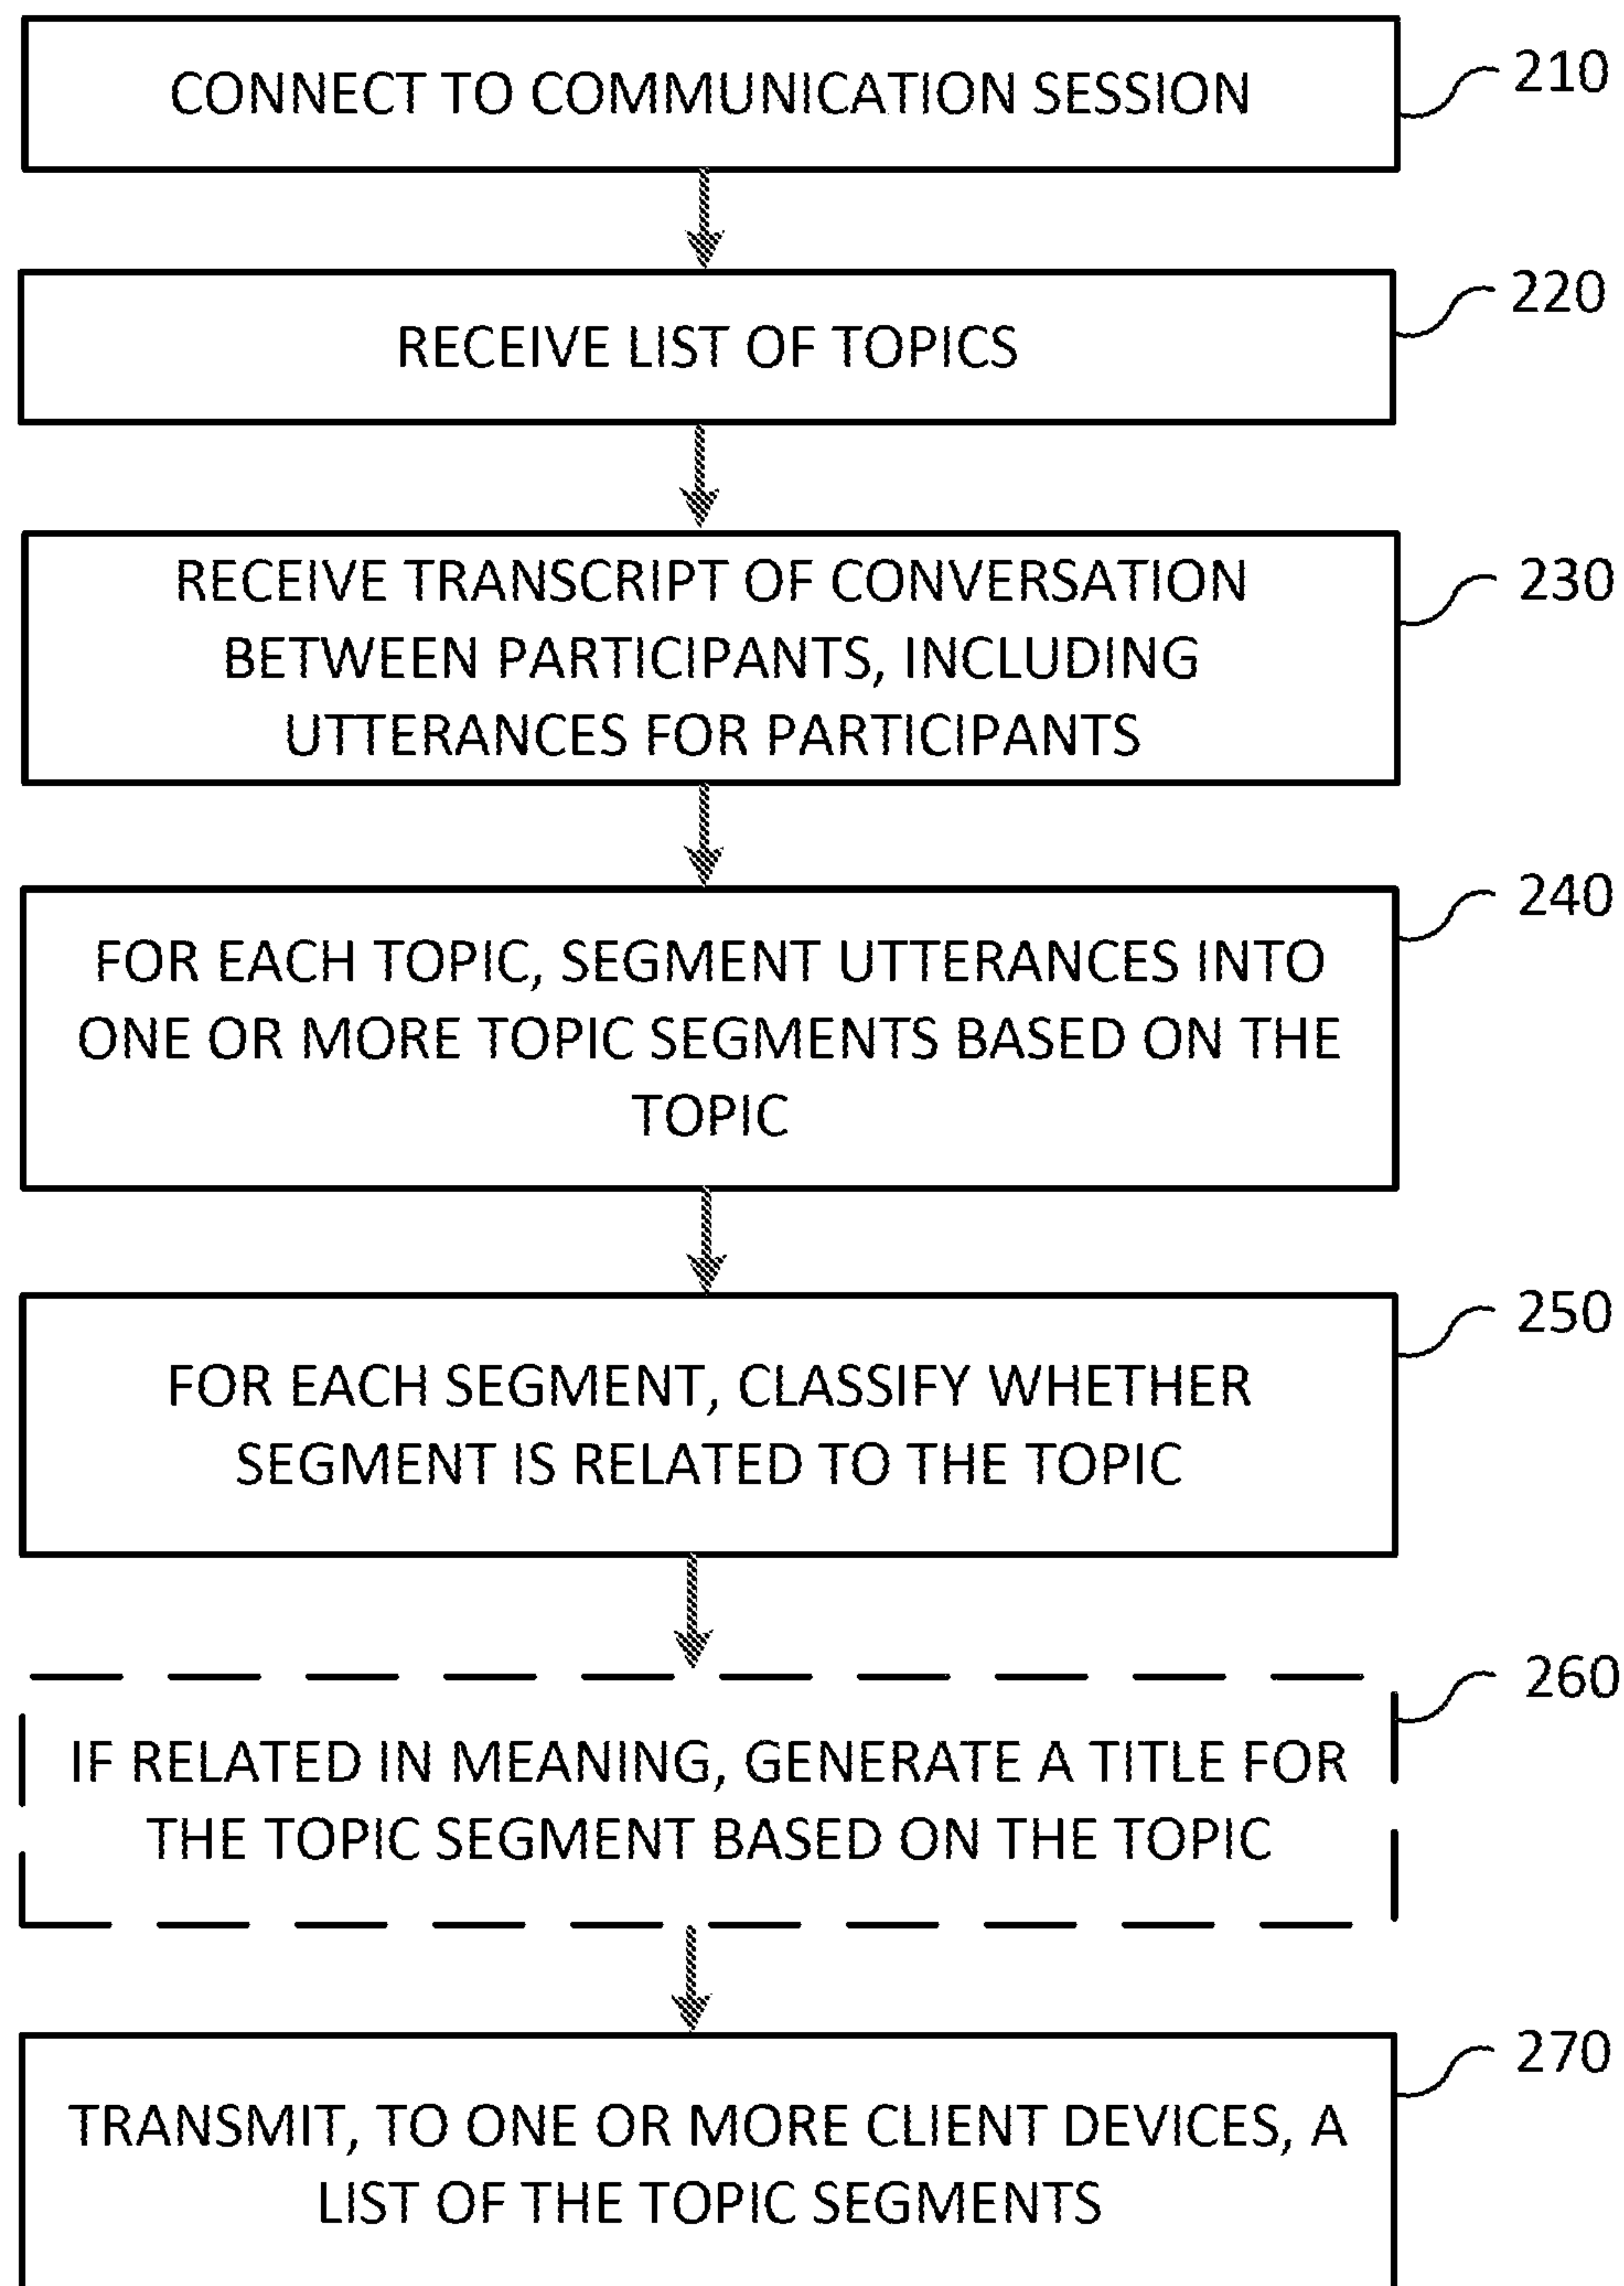 CONNECT TO COMMUNICATION SESSION
210
RECEIVE LIST OF TOPICS
220
RECEIVE TRANSCRIPT OF CONVERSATION
BETWEEN PARTICIPANTS, INCLUDING
UTTERANCES FOR PARTICIPANTS
230
FOR EACH TOPIC, SEGMENT UTTERANCES INTO
ONE OR MORE TOPIC SEGMENTS BASED ON THE
TOPIC
240
FOR EACH SEGMENT, CLASSIFY WHETHER
SEGMENT IS RELATED TO THE TOPIC
250
IF RELATED IN MEANING, GENERATE A TITLE FOR
THE TOPIC SEGMENT BASED ON THE TOPIC
260
TRANSMIT, TO ONE OR MORE CLIENT DEVICES, A
LIST OF THE TOPIC SEGMENTS
270